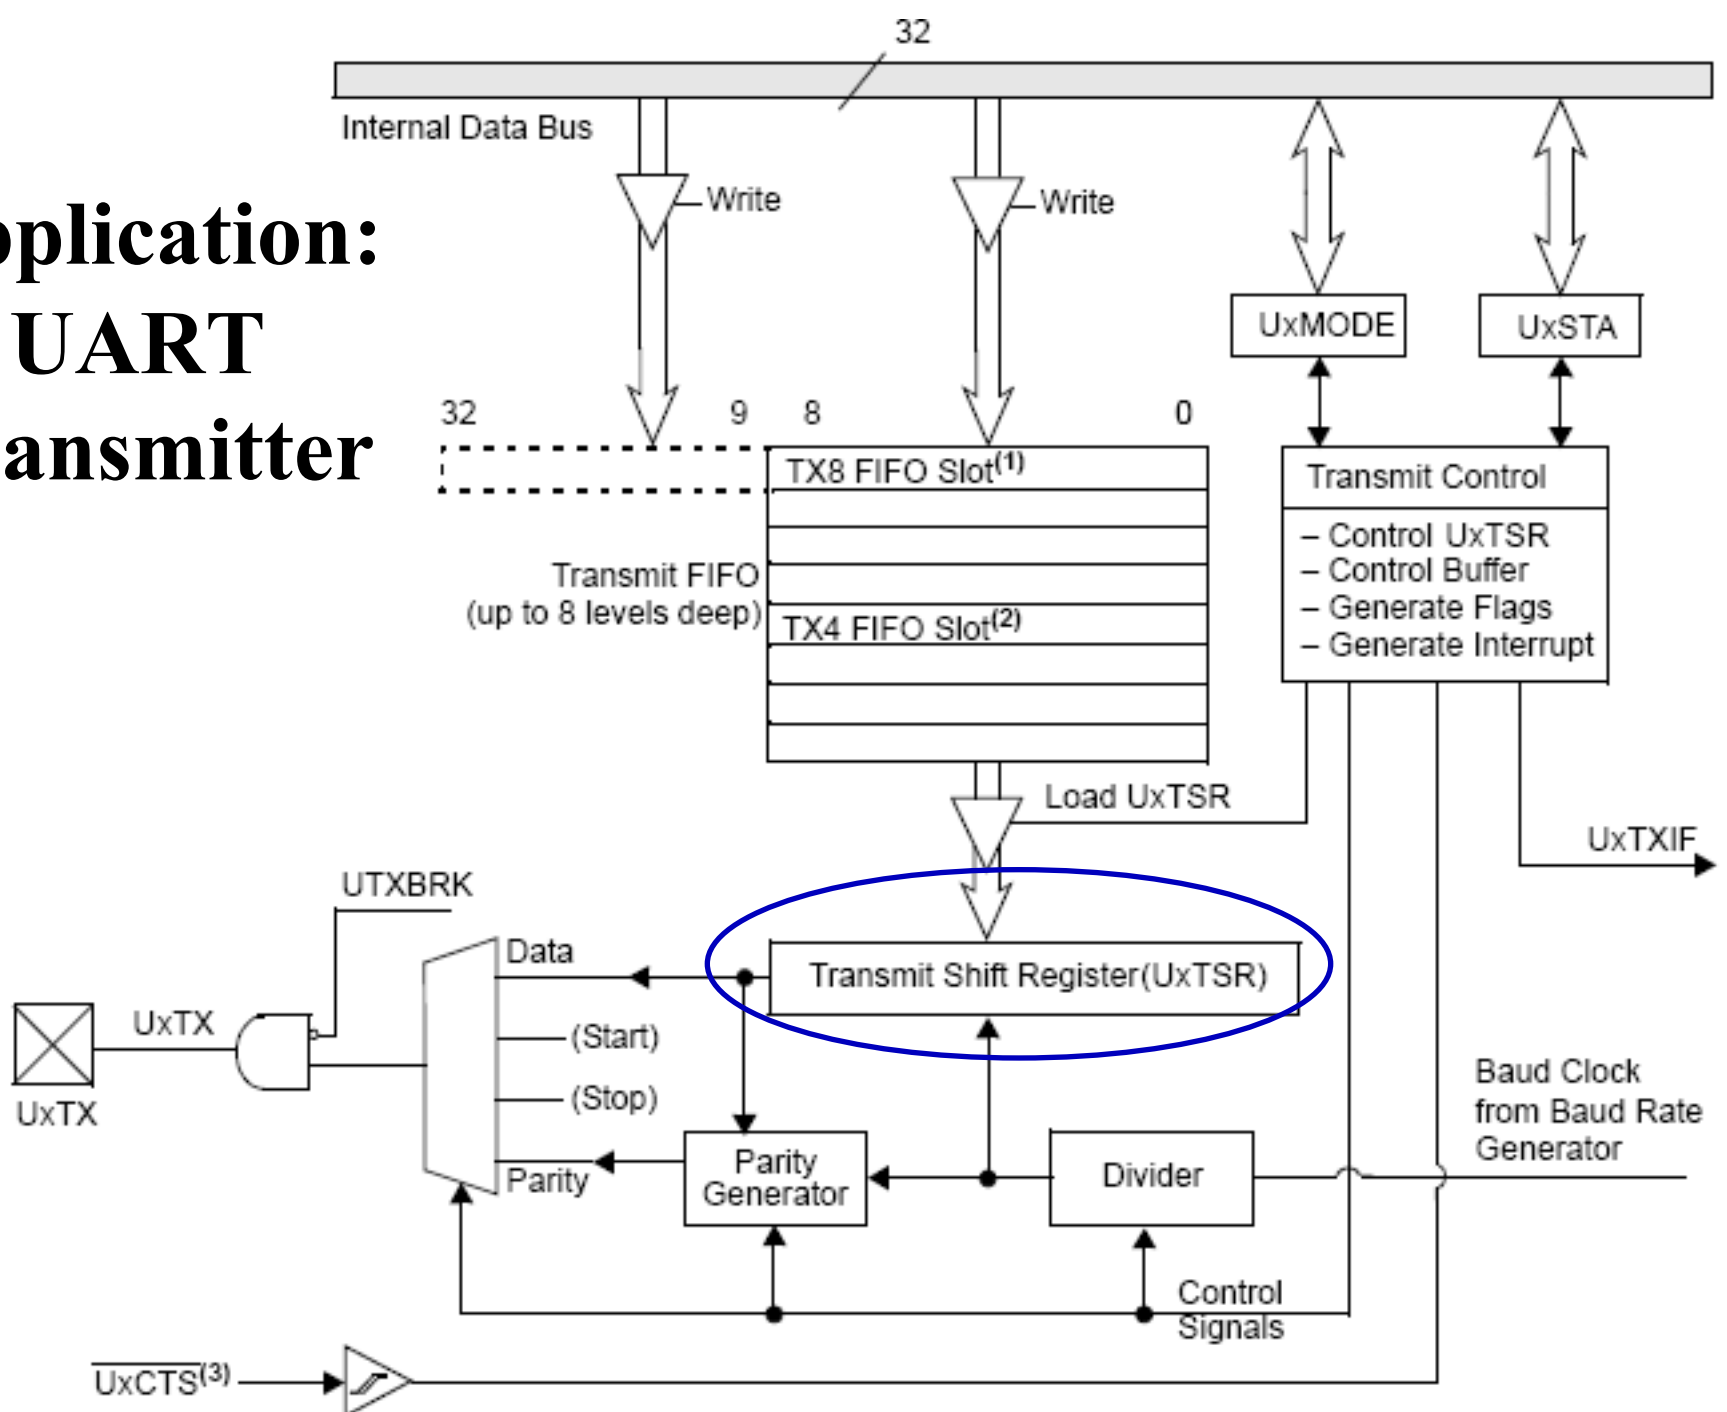 32
Internal Data Bus
Write
Write
pplication:
UART
ansmitter
UxMODE
UxSTA
32
9
8
0
TX8 FIFO Slot(1)
Transmit FIFO
(up to 8 levels deep)
TX4 FIFO Slot(2)
Transmit Control
– Control UxTSR
– Control Buffer
– Generate Flags
– Generate Interrupt
Load UxTSR
UxTXIF
UTXBRK
Data
Transmit Shift Register(UxTSR)
UxTX
(Start)
(Stop)
UxTX
Parity
Parity
Generator
Divider
Baud Clock
from Baud Rate
Generator
Control
Signals
UxCTS(3)